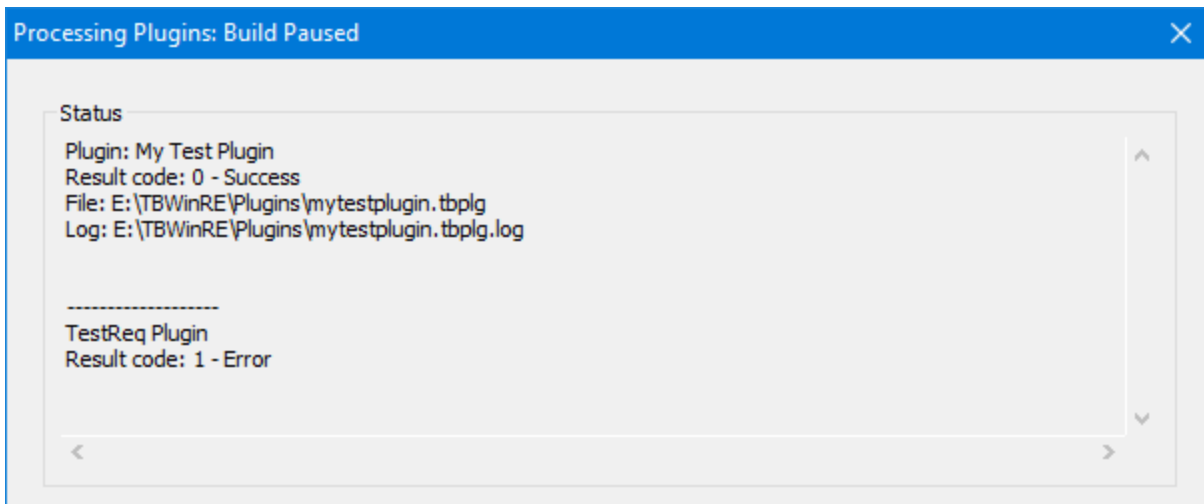 Processing Plugins: Build Paused
Status
Plugin: My Test Plugin
Result code: 0 - Success
File: E:\TBWinRE\Plugins\mytestplugin.tbplg
Log: E:\TBWinRE\Plugins\mytestplugin.tbplg.log
-------------------
TestReq Plugin
Result code: 1 - Error